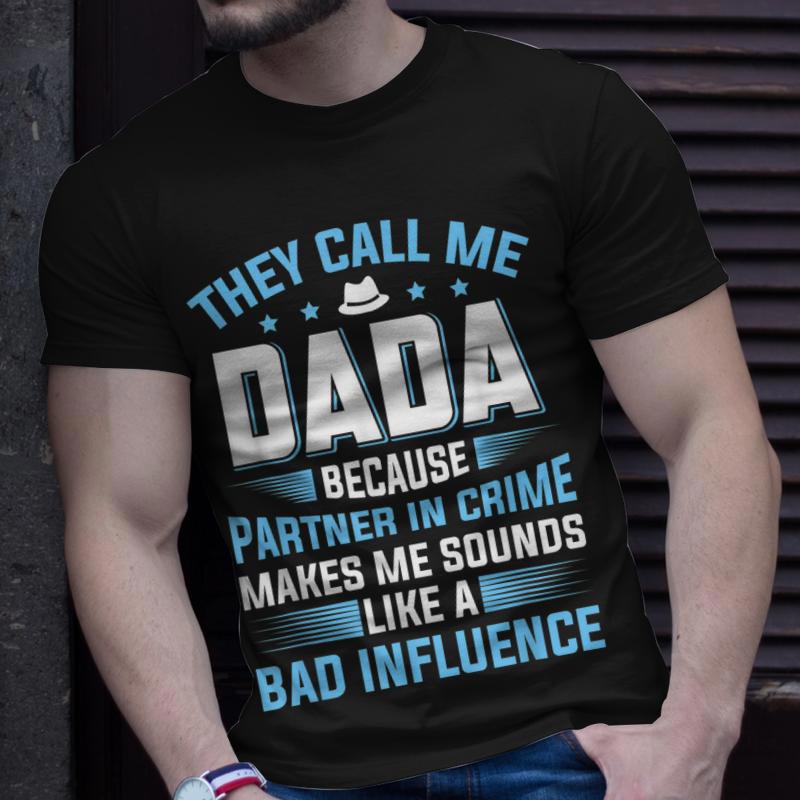 THEY CALL ME
DADA
BECAUSE
PARTNER IN CRIME
MAKES ME SOUNDS
LIKE A
BAD INFLUENCE